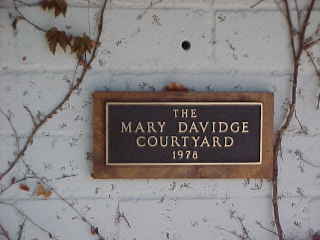 THE
MARY DAVIDGE
COURTYARD
1978